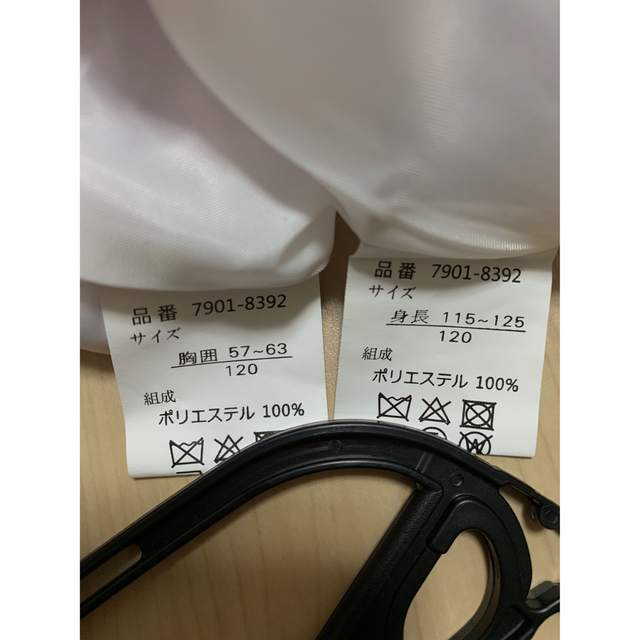 品番 7901-8392
サイズ
胸囲 57~63
120
組成
ポリエステル 100%
品番 7901-8392
サイズ
身長 115~125
120
組成
ポリエステル 100%